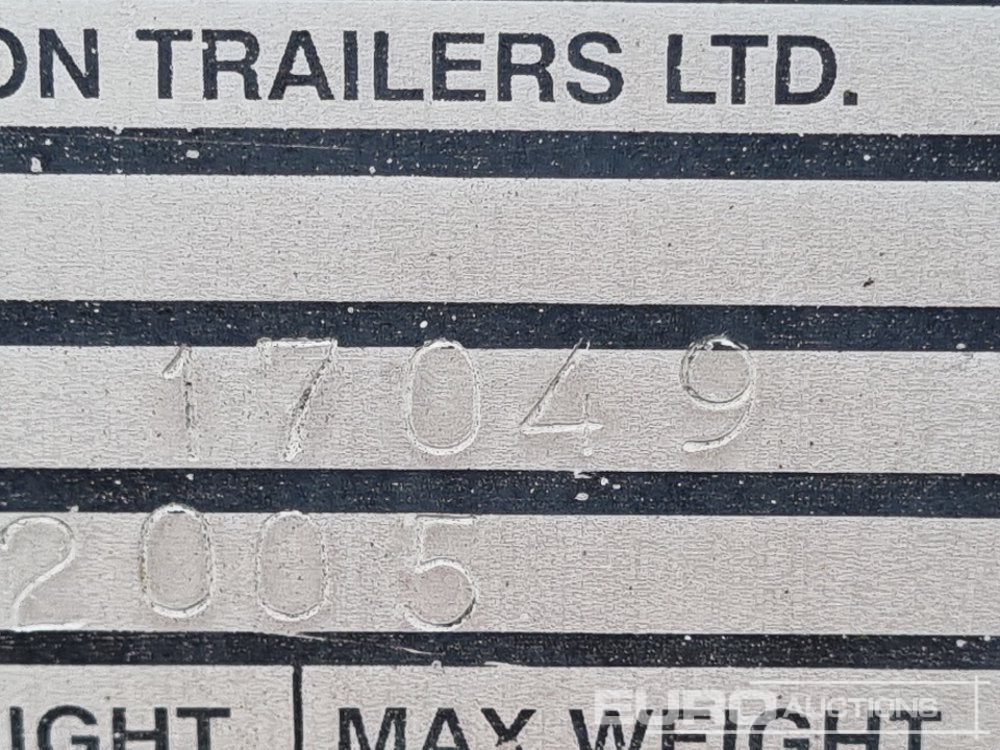 ON TRAILERS LTD.
17049
2005
IGHT MAX WEIGHT
EURO AUCTIONS